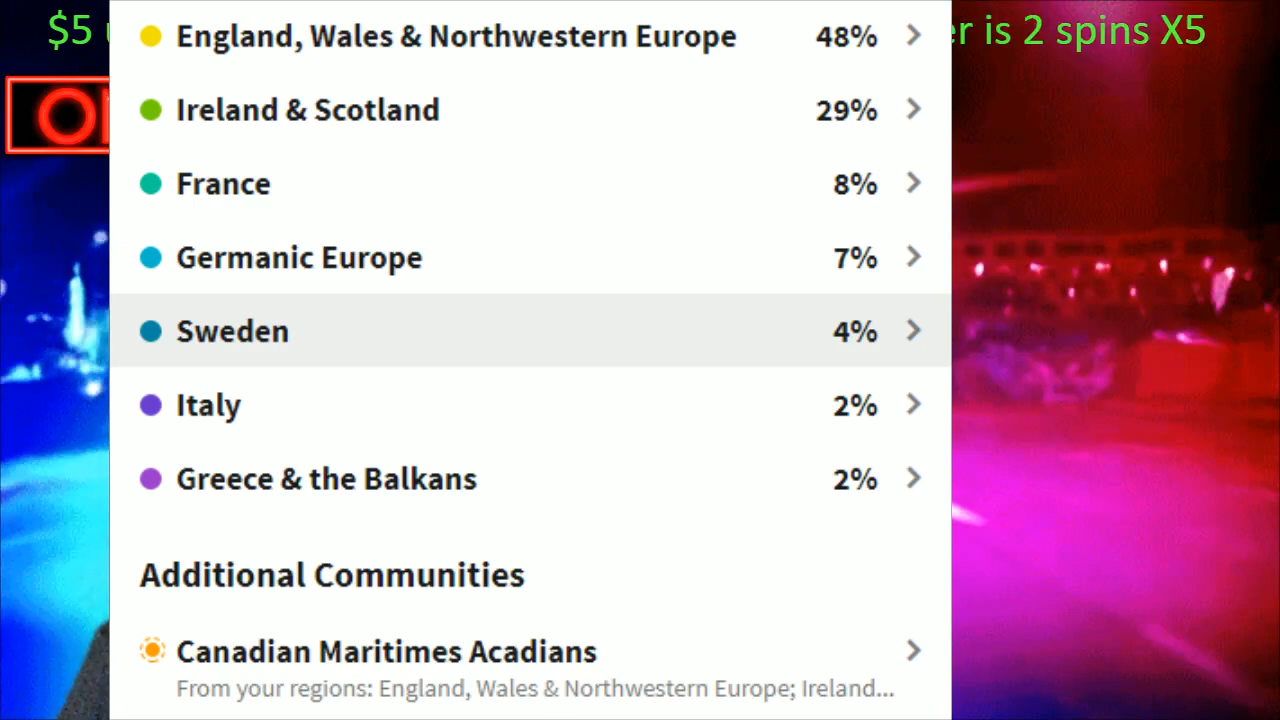 $5
er is 2 spins X5
England, Wales & Northwestern Europe 48%
Ireland & Scotland 29%
France 8%
Germanic Europe 7%
Sweden 4%
Italy 2%
Greece & the Balkans 2%
Additional Communities
Canadian Maritimes Acadians
From your regions: England, Wales & Northwestern Europe; Ireland...